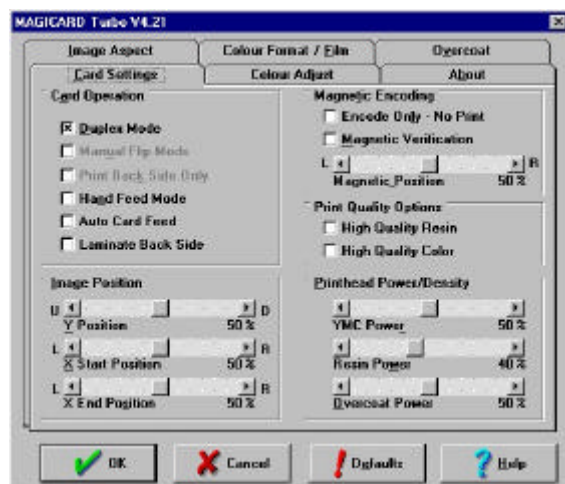 MAGICARD Turbo V4.21
Image Aspect
Colour Format / Film
Overcoat
Card Settings
Colour Adjust
About
Card Operation
Duplex Mode
Manual Flip Mode
Print Back Side Only
Hand Feed Mode
Auto Card Feed
Laminate Back Side
Magnetic Encoding
Encode Only - No Print
Magnetic Verification
L R
Magnetic Position 50 %
Print Quality Options
High Quality Resin
High Quality Color
Image Position
U D
Y Position 50 %
L R
X Start Position 50 %
L R
X End Position 50 %
Printhead Power/Density
YMC Power 50 %
Resin Power 40 %
Overcoat Power 50 %
OK
Cancel
Defaults
Help